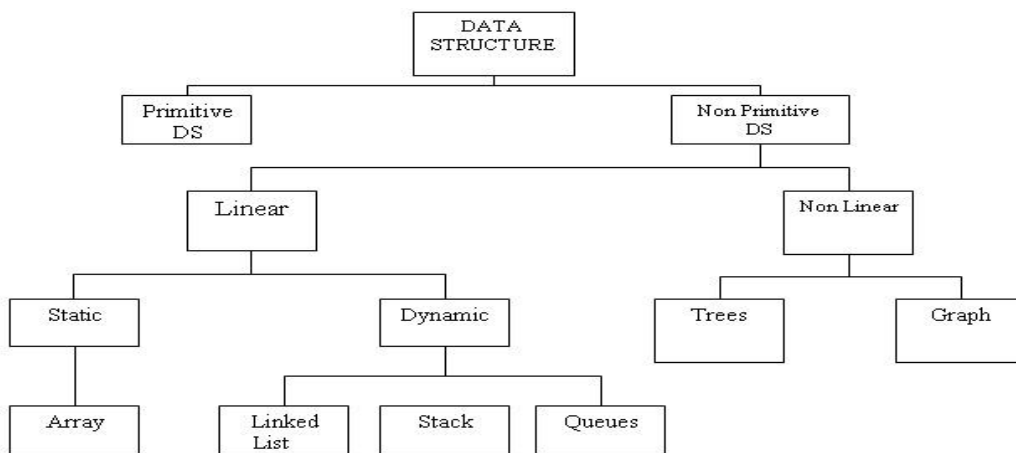 DATA
STRUCTURE
Primitive
DS
Non Primitive
DS
Linear
Non Linear
Static
Dynamic
Trees
Graph
Array
Linked
List
Stack
Queues